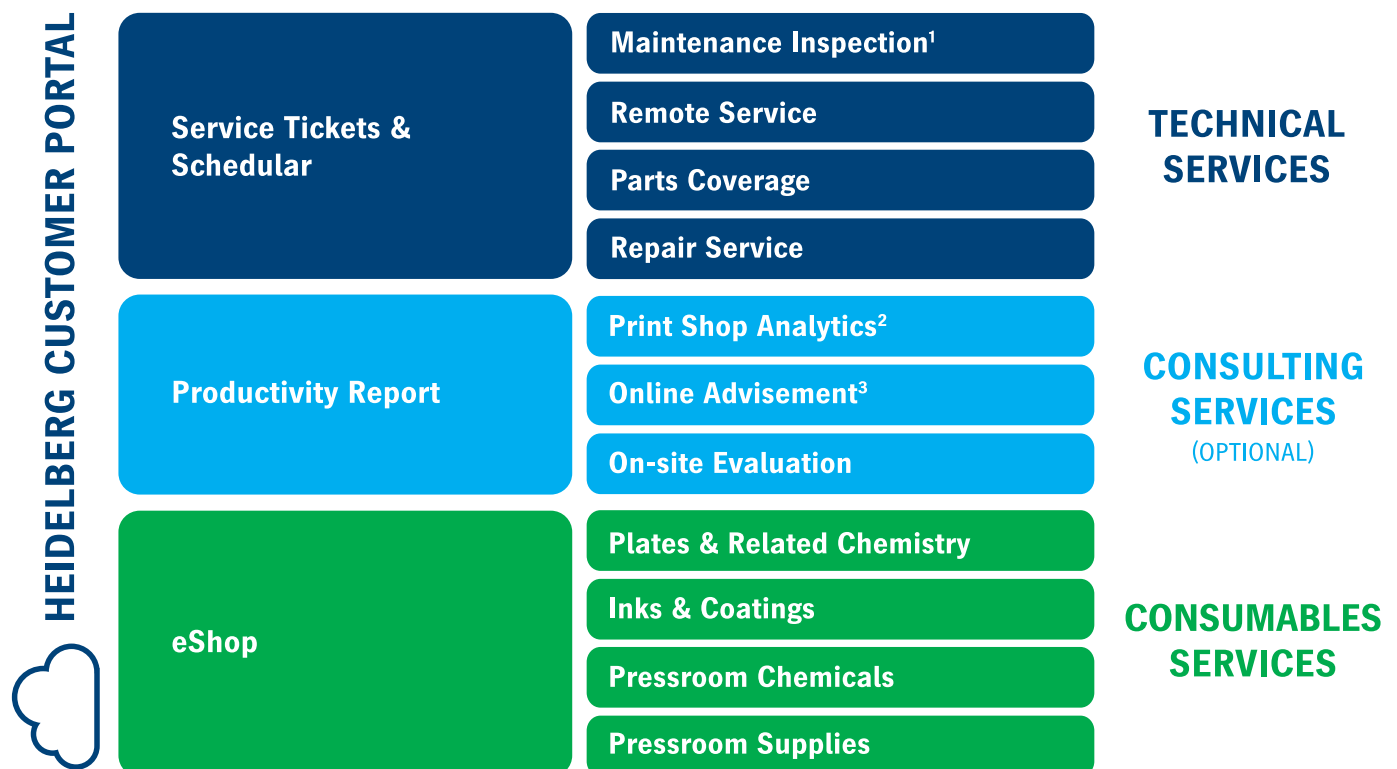 HEIDELBERG CUSTOMER PORTAL
Service Tickets &
Schedular
Maintenance Inspection¹
Remote Service
Parts Coverage
Repair Service
TECHNICAL
SERVICES
Productivity Report
Print Shop Analytics²
Online Advisement³
On-site Evaluation
CONSULTING
SERVICES
(OPTIONAL)
eShop
Plates & Related Chemistry
Inks & Coatings
Pressroom Chemicals
Pressroom Supplies
CONSUMABLES
SERVICES